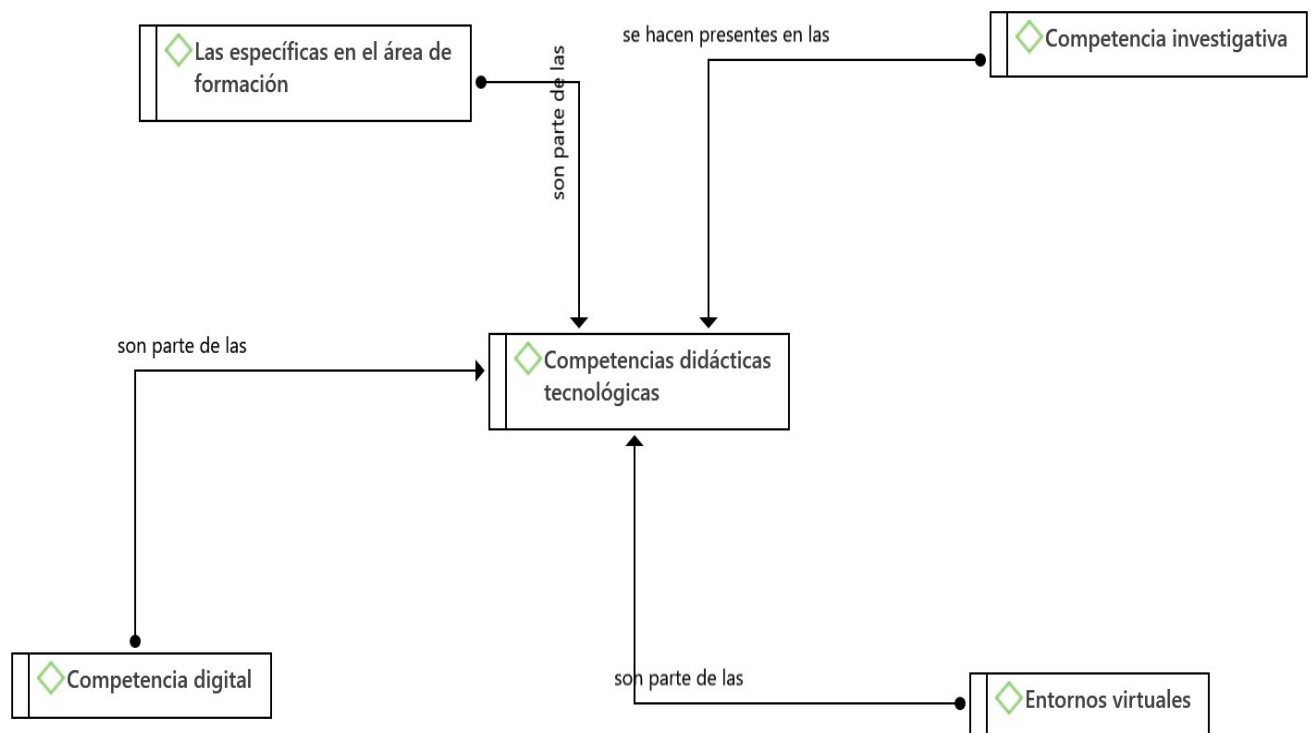 se hacen presentes en las
Competencia investigativa
Las específicas en el área de
formación
son parte de las
son parte de las
Competencias didácticas
tecnológicas
son parte de las
Competencia digital
Entornos virtuales